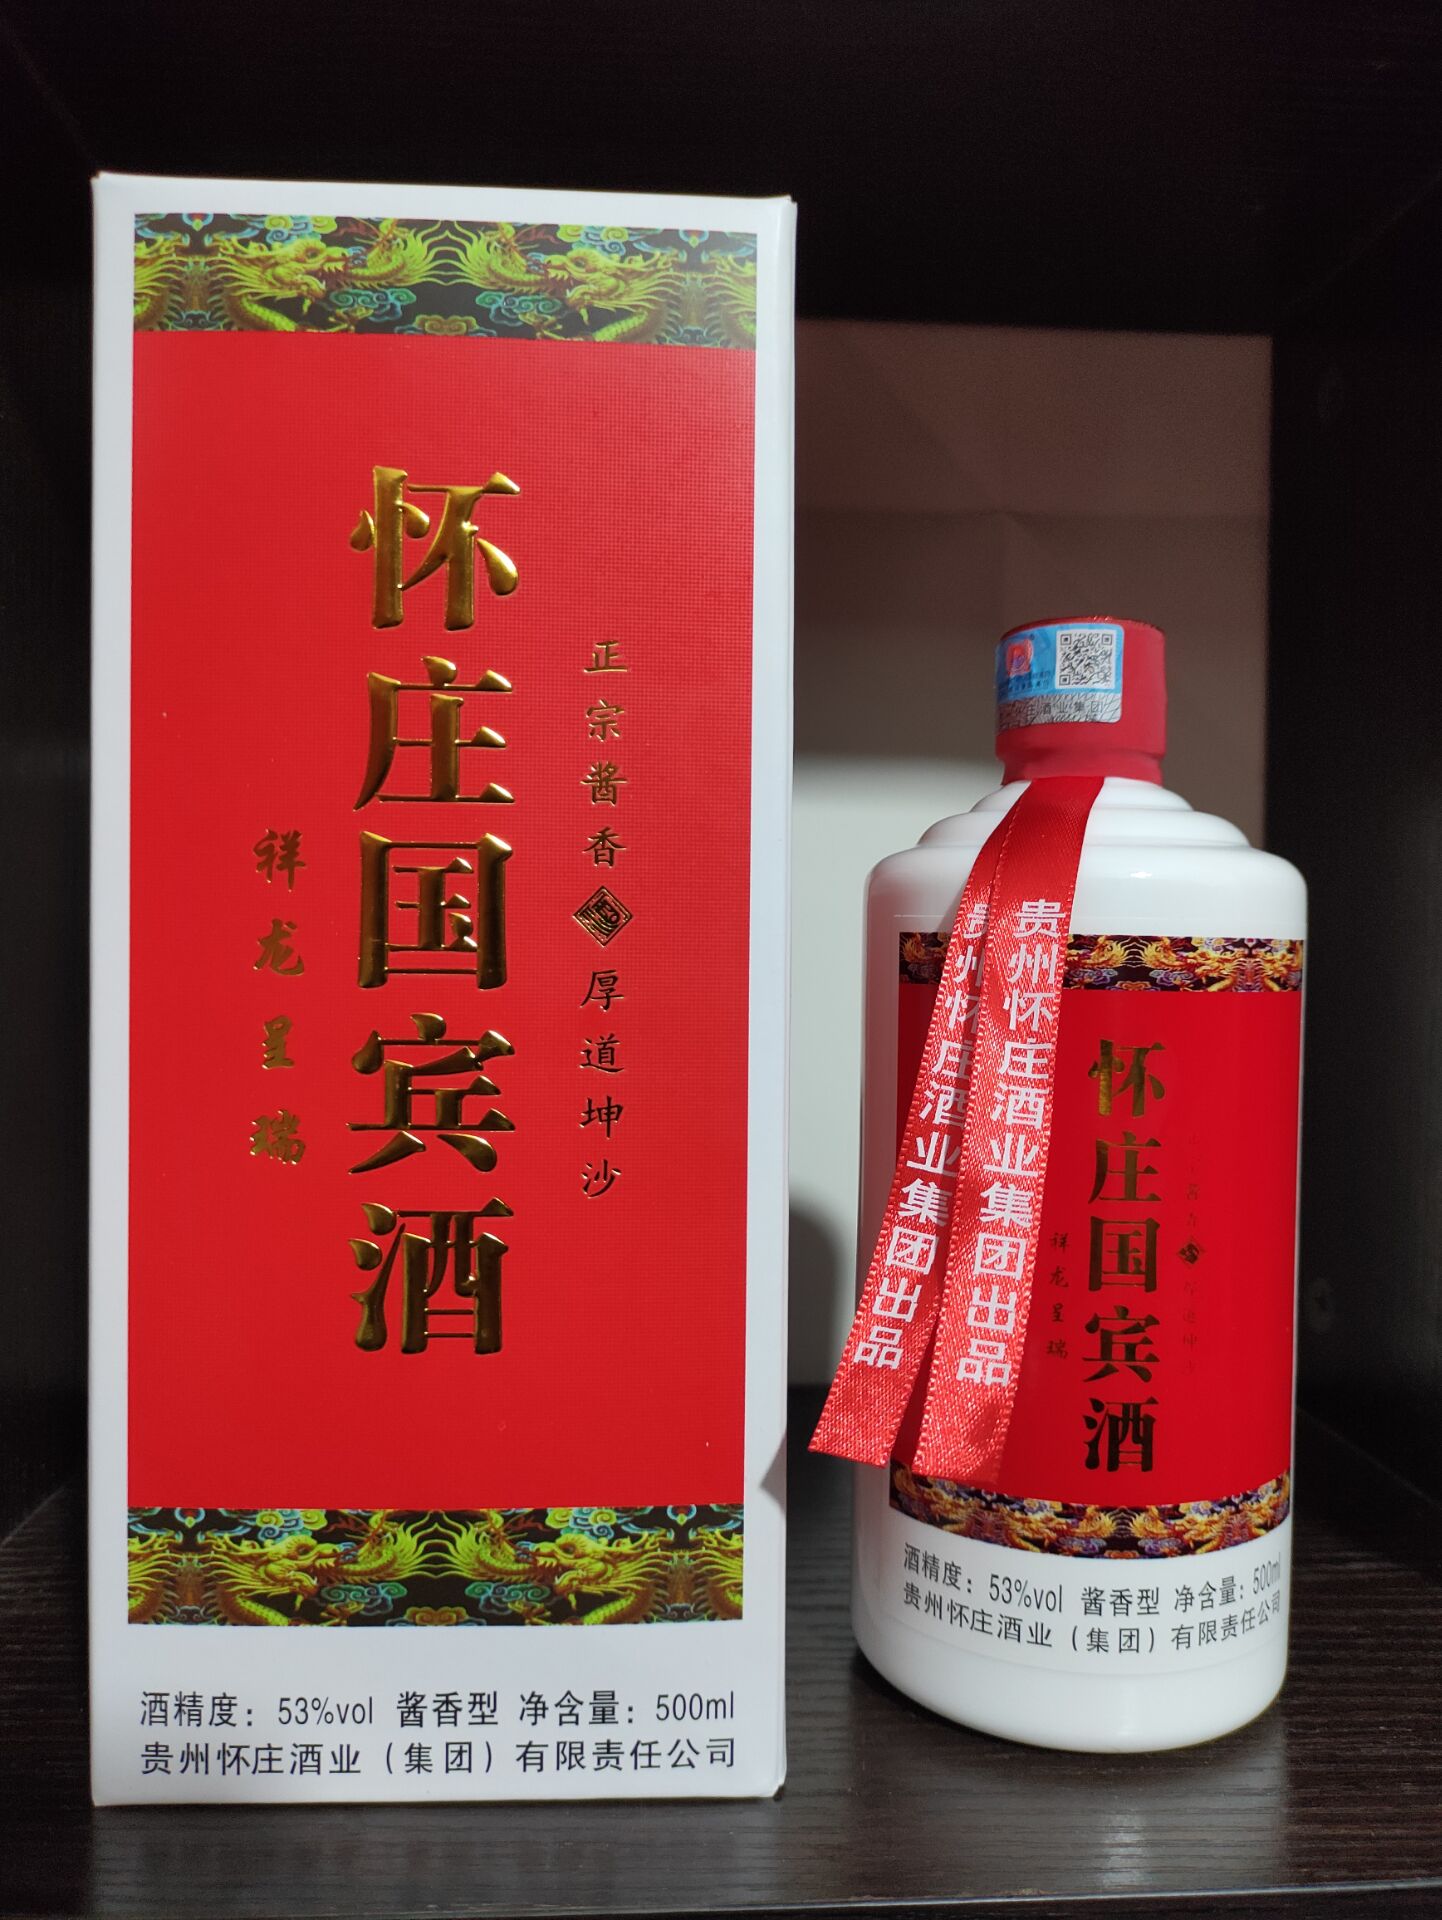 怀庄国宾酒
正宗酱香
厚道坤沙
祥龙呈瑞
酒精度：53%vol 酱香型 净含量：500ml
贵州怀庄酒业（集团）有限责任公司
庄酒业集团
贵州怀庄酒业集团出品
贵州怀庄酒业集团出品
怀庄国宾酒
祥龙呈瑞
酒精度：53%vol 酱香型 净含量：500ml
贵州怀庄酒业（集团）有限责任公司